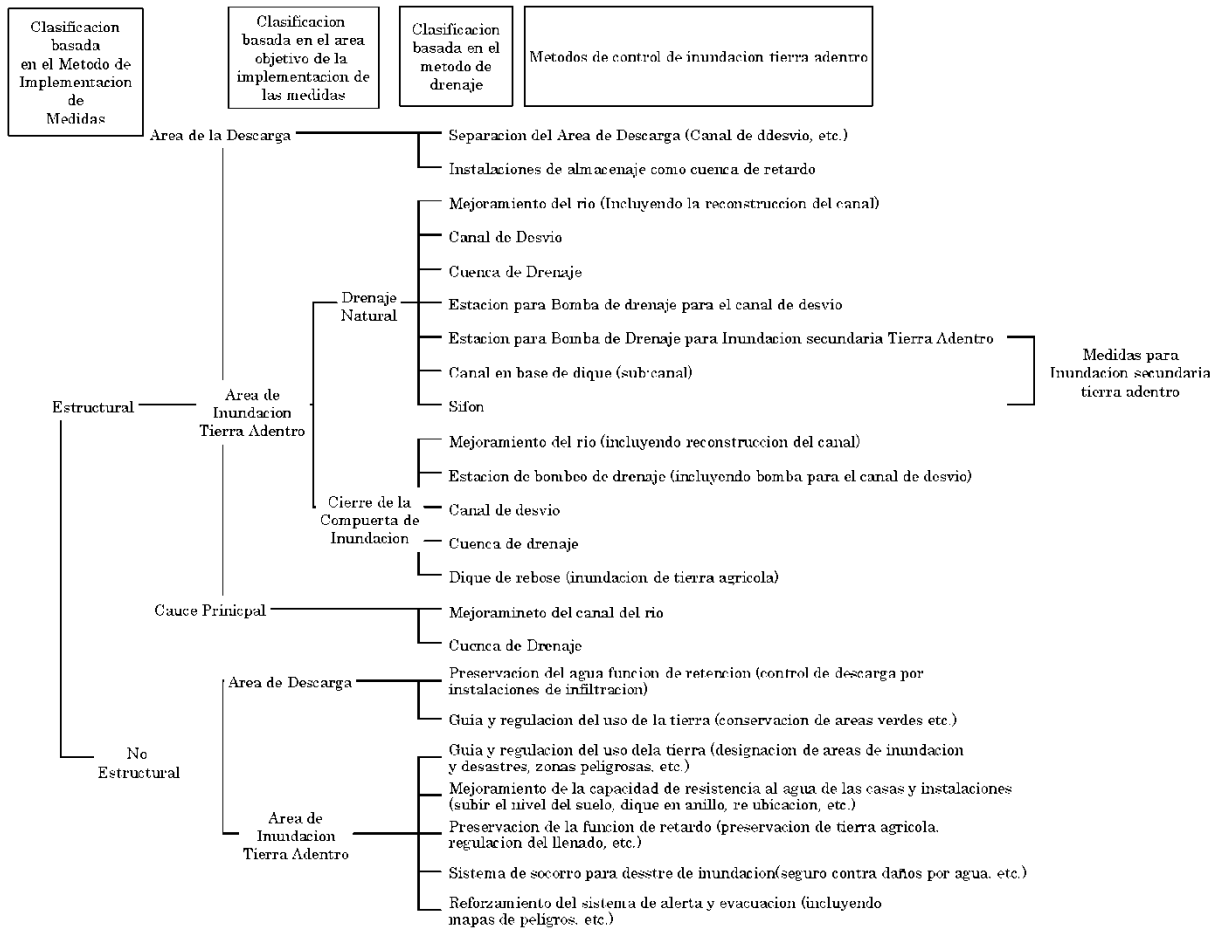 Clasificacion
basada
en el Metodo de
Implementacion
de
Medidas
Clasificacion
basada en el area
objetivo de la
implementacion de
las medidas
Clasificacion
basada en el
metodo de
drenaje
Metodos de control de inundacion tierra adentro
Area de la Descarga
Separacion del Area de Descarga (Canal de ddesvio, etc.)
Instalaciones de almacenaje como cuenca de retardo
Mejoramiento del rio (Incluyendo la reconstruccion del canal)
Canal de Desvio
Cuenca de Drenaje
Drenaje
Natural
Estacion para Bomba de drenaje para el canal de desvio
Estacion para Bomba de Drenaje para Inundacion secundaria Tierra Adentro
Canal en base de dique (sub-canal)
Sifon
Medidas para
Inundacion secundaria
tierra adentro
Estructural
Area de
Inundacion
Tierra Adentro
Mejoramiento del rio (incluyendo reconstruccion del canal)
Estacion de bombeo de drenaje (incluyendo bomba para el canal de desvio)
Cierre de la
Compuerta de
Inundacion
Canal de desvio
Cuenca de drenaje
Dique de rebose (inundacion de tierra agricola)
Cauce Prinicpal
Mejoramineto del canal del rio
Cuenca de Drenaje
Area de Descarga
Preservacion del agua funcion de retencion (control de descarga por
instalaciones de infiltracion)
Guia y regulacion del uso de la tierra (conservacion de areas verdes etc.)
No
Estructural
Guia y regulacion del uso dela tierra (designacion de areas de inundacion
y desastres, zonas peligrosas, etc.)
Mejoramiento de la capacidad de resistencia al agua de las casas y instalaciones
(subir el nivel del suelo, dique en anillo, re ubicacion, etc.)
Area de
Inundacion
Tierra Adentro
Preservacion de la funcion de retardo (preservacion de tierra agricola,
regulacion del llenado, etc.)
Sistema de socorro para desstre de inundacion(seguro contra daños por agua. etc.)
Reforzamiento del sistema de alerta y evacuacion (incluyendo
mapas de peligros. etc.)